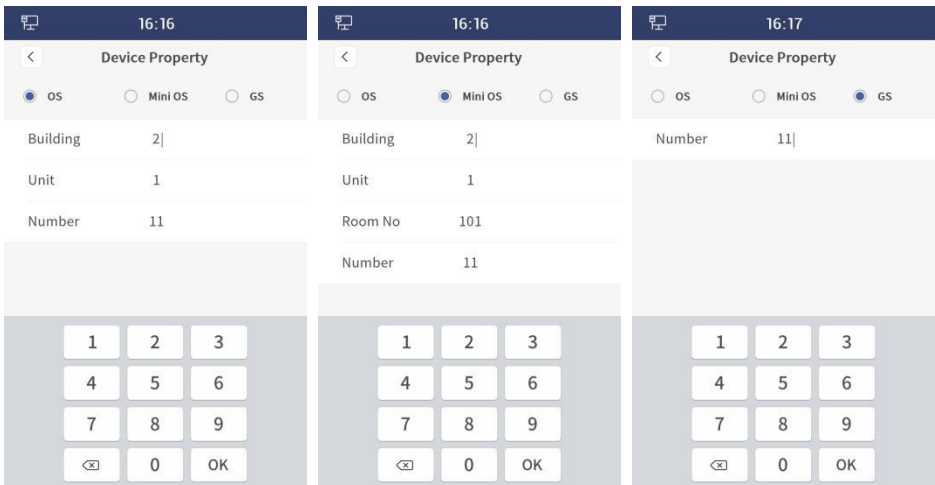 16:16
Device Property
OS Mini OS GS
Building 2
Unit 1
Number 11
1 2 3
4 5 6
7 8 9
0 OK
16:16
Device Property
OS Mini OS GS
Building 2
Unit 1
Room No 101
Number 11
1 2 3
4 5 6
7 8 9
0 OK
16:17
Device Property
OS Mini OS GS
Number 11
1 2 3
4 5 6
7 8 9
0 OK